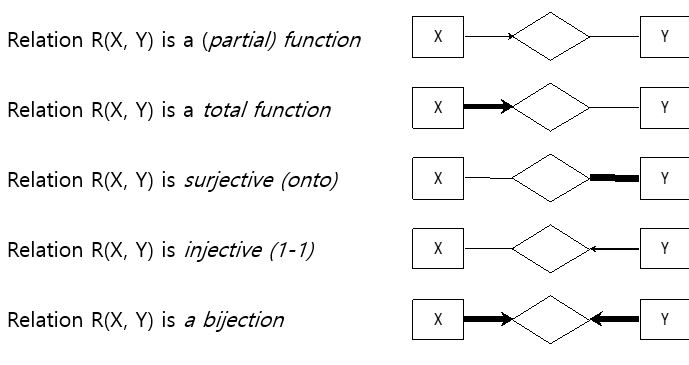 Relation R(X, Y) is a (partial) function X Y
Relation R(X, Y) is a total function X Y
Relation R(X, Y) is surjective (onto) X Y
Relation R(X, Y) is injective (1-1) X Y
Relation R(X, Y) is a bijection X Y